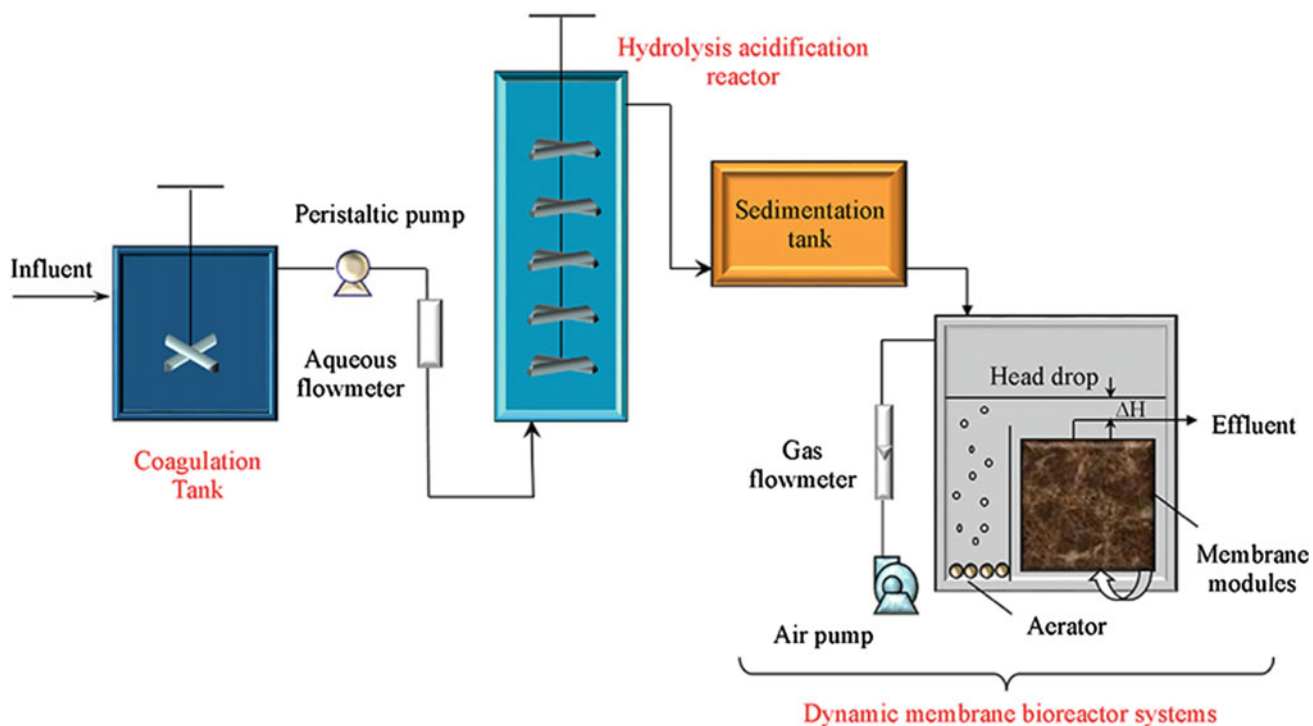 Hydrolysis acidification
reactor
Peristaltic pump
Influent
Aqueous
flowmeter
Coagulation
Tank
Sedimentation
tank
Head drop
ΔH
Effluent
Gas
flowmeter
Membrane
modules
Air pump
Aerator
Dynamic membrane bioreactor systems